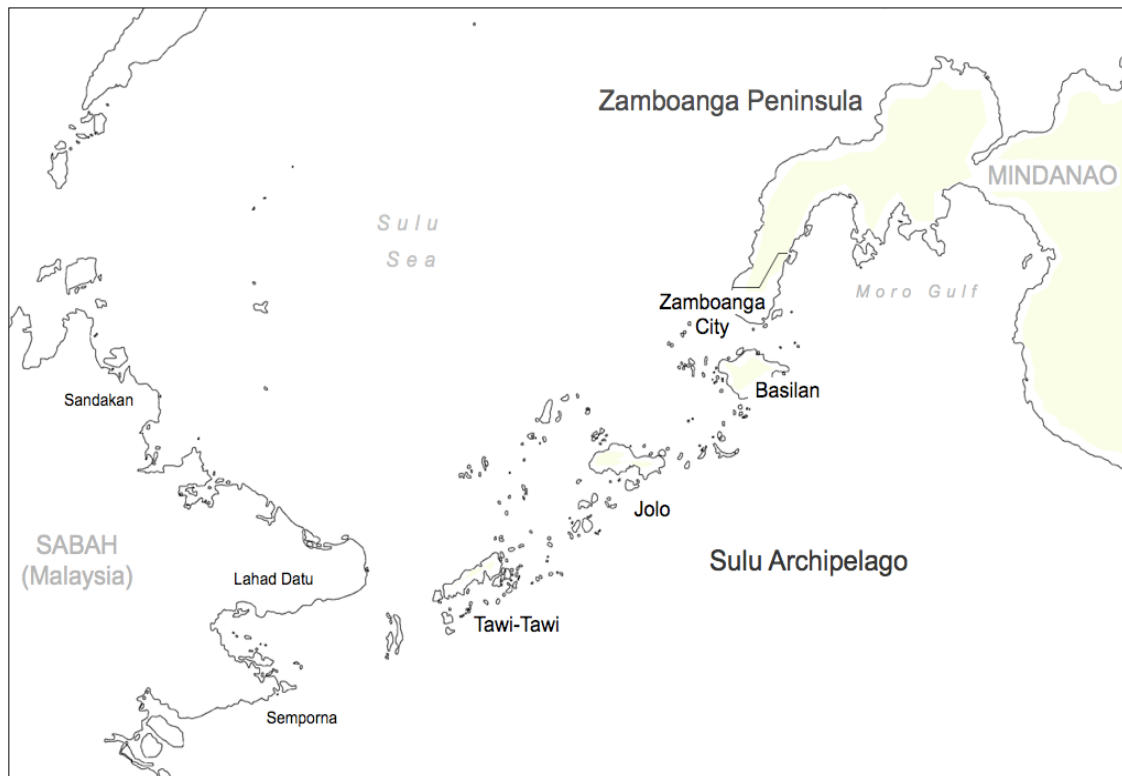 Zamboanga Peninsula
MINDANAO
Sulu
Sea
Moro Gulf
Zamboanga
City
Basilan
Sandakan
Jolo
SABAH
(Malaysia)
Sulu Archipelago
Lahad Datu
Tawi-Tawi
Semporna